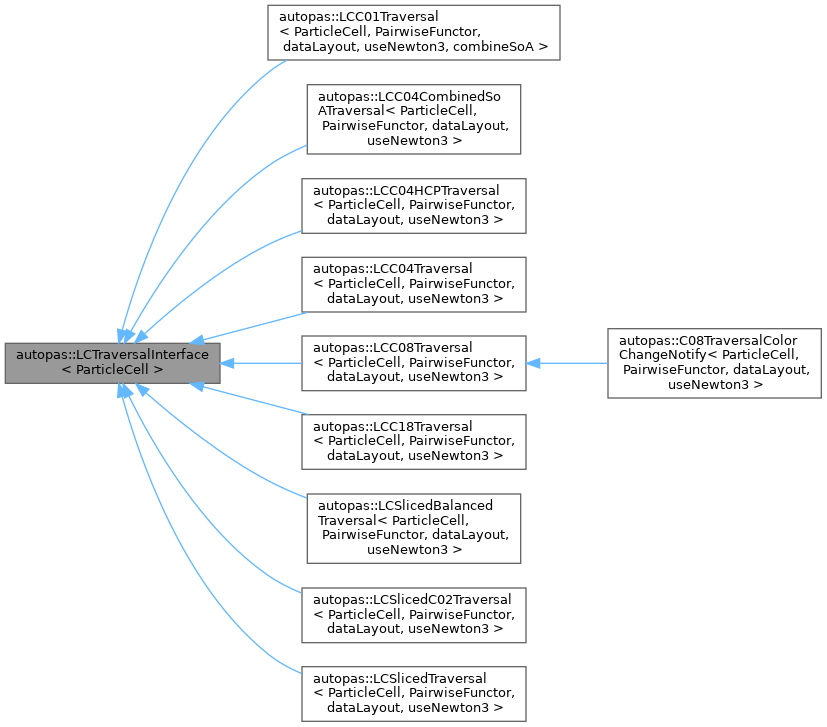 autopas::LCC01Traversal
< ParticleCell, PairwiseFunctor,
dataLayout, useNewton3, combineSoA >
autopas::LCC04CombinedSo
ATraversal< ParticleCell,
PairwiseFunctor, dataLayout,
useNewton3 >
autopas::LCC04HCPTraversal
< ParticleCell, PairwiseFunctor,
dataLayout, useNewton3 >
autopas::LCC04Traversal
< ParticleCell, PairwiseFunctor,
dataLayout, useNewton3 >
autopas::LCTraversalInterface
< ParticleCell >
autopas::LCC08Traversal
< ParticleCell, PairwiseFunctor,
dataLayout, useNewton3 >
autopas::C08TraversalColor
ChangeNotify< ParticleCell,
PairwiseFunctor, dataLayout,
useNewton3 >
autopas::LCC18Traversal
< ParticleCell, PairwiseFunctor,
dataLayout, useNewton3 >
autopas::LCSlicedBalanced
Traversal< ParticleCell,
PairwiseFunctor, dataLayout,
useNewton3 >
autopas::LCSlicedC02Traversal
< ParticleCell, PairwiseFunctor,
dataLayout, useNewton3 >
autopas::LCSlicedTraversal
< ParticleCell, PairwiseFunctor,
dataLayout, useNewton3 >